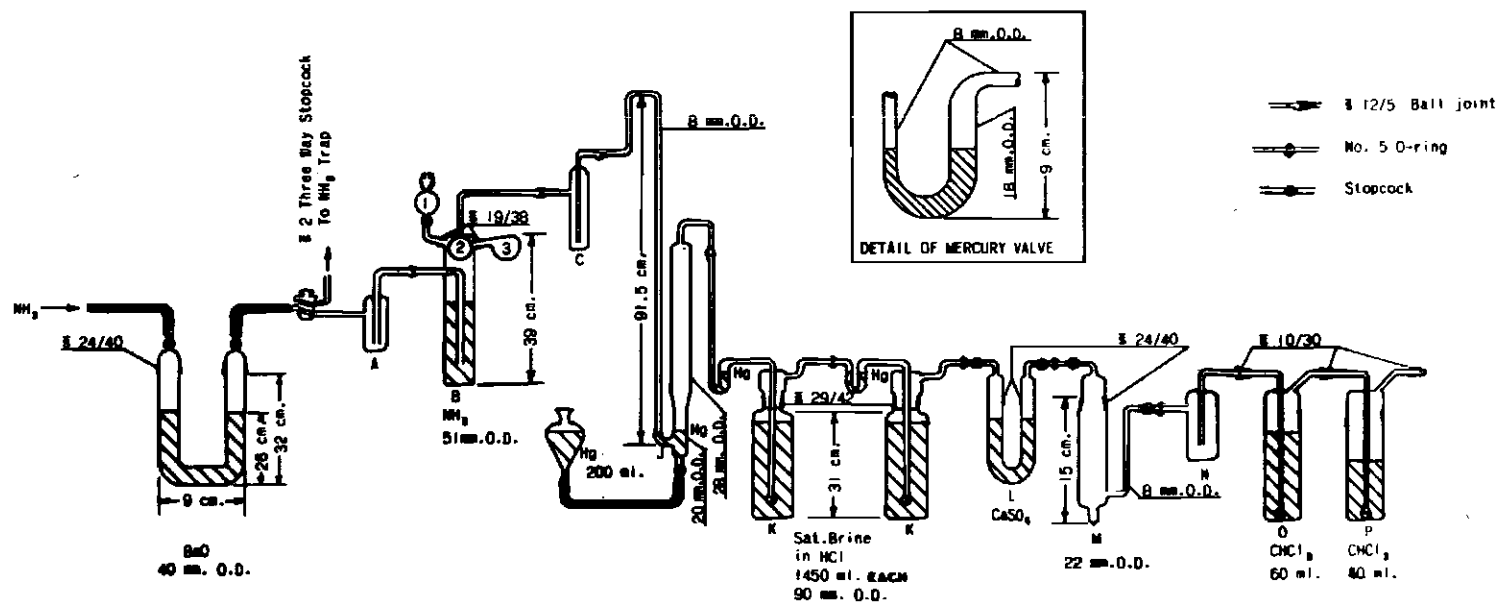 NH3
⌡ 24/40
26 cm.
32 cm.
9 cm.
BaO
40 mm. O.D.
⌡ 2 Three Way Stopcock
To NH3 Trap
A
1
2
3
⌡ 19/38
39 cm.
B
NH3
51mm.O.D.
C
91.5 cm.
8 mm.O.D.
Hg
200 ml.
Hg
20 mm.O.D.
28 mm. O.D.
Hg
Hg
⌡ 29/42
31 cm.
K
K
Sat.Brine
in HCl
1450 ml. EACH
90 mm. O.D.
L
CaSO4
⌡ 24/40
15 cm.
M
22 mm.O.D.
8 mm.O.D.
N
⌡ 10/30
O
CHCl3
60 ml.
P
CHCl3
40 ml.
8 mm.O.D.
18 mm.O.D.
9 cm.
DETAIL OF MERCURY VALVE
⌡ 12/5 Ball joint
No. 5 O-ring
Stopcock